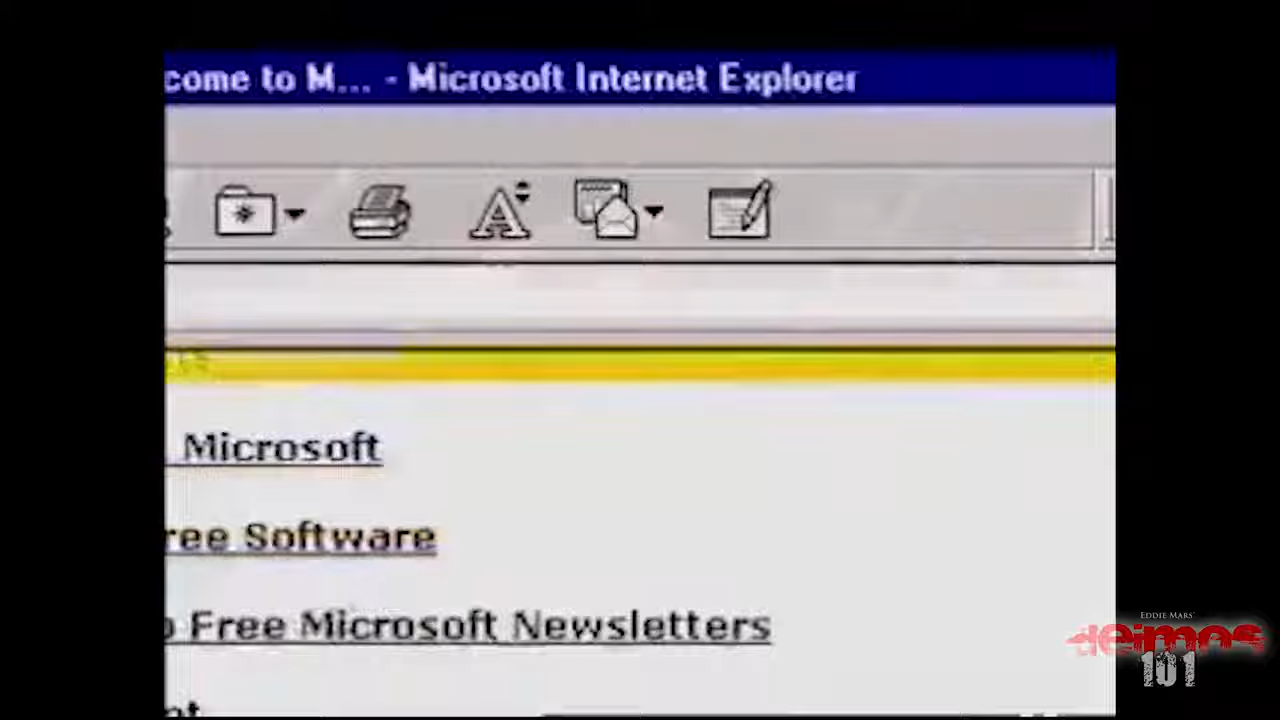 come to M... - Microsoft Internet Explorer
Microsoft
ree Software
Free Microsoft Newsletters
EDDIE MARS
deimos
101